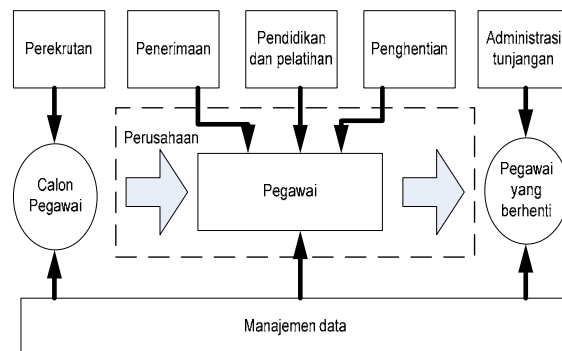 Perekrutan
Penerimaan
Pendidikan
dan pelatihan
Penghentian
Administrasi
tunjangan
Perusahaan
Calon
Pegawai
Pegawai
Pegawai
yang
berhenti
Manajemen data